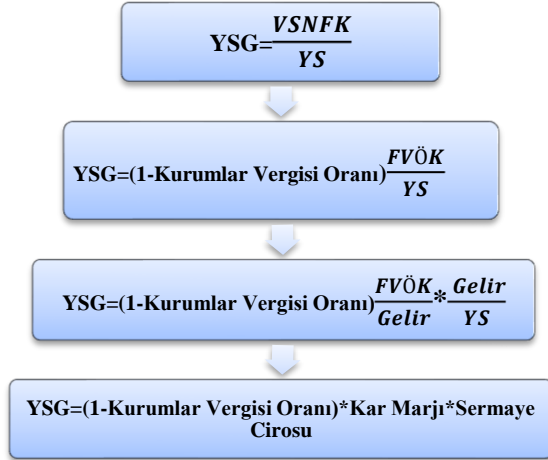 YSG=VSNFK/YS
YSG=(1-Kurumlar Vergisi Oranı)FVÖK/YS
YSG=(1-Kurumlar Vergisi Oranı)FVÖK/Gelir*Gelir/YS
YSG=(1-Kurumlar Vergisi Oranı)*Kar Marjı*Sermaye
Cirosu